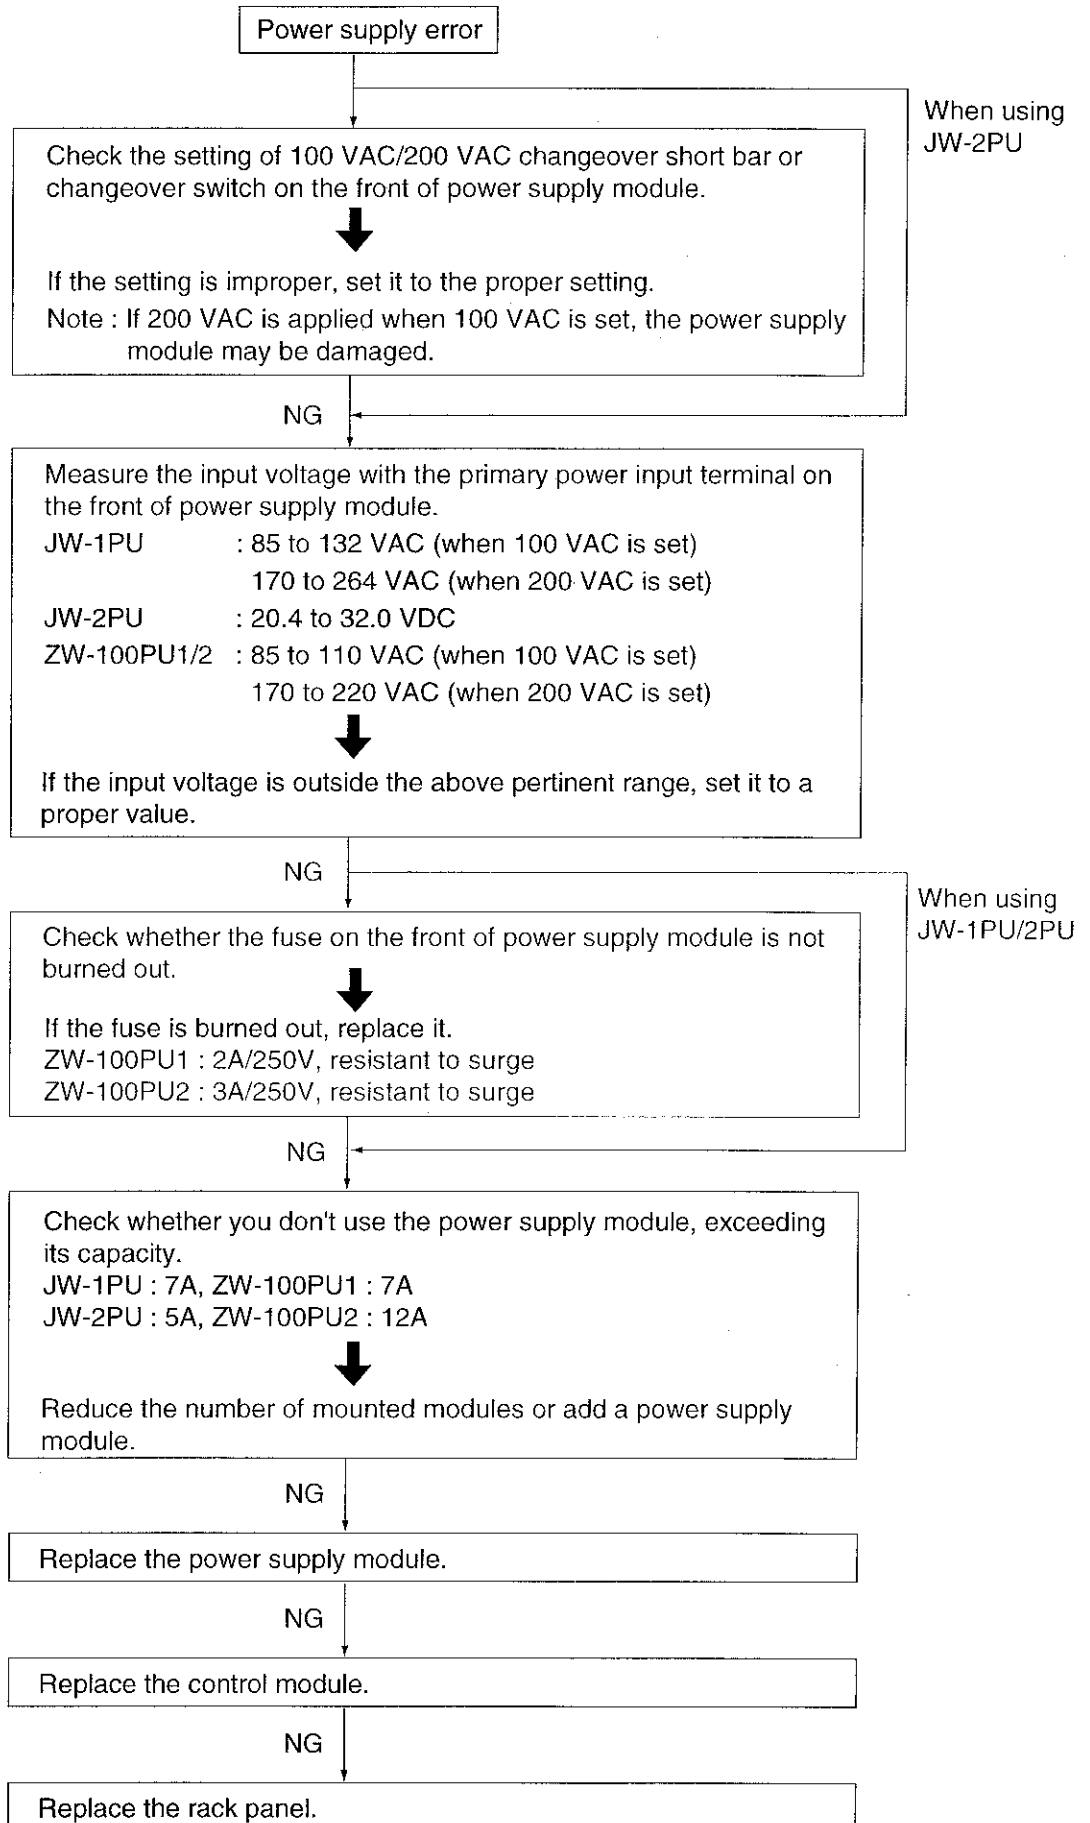 Power supply error
When using
JW-2PU
Check the setting of 100 VAC/200 VAC changeover short bar or
changeover switch on the front of power supply module.
If the setting is improper, set it to the proper setting.
Note : If 200 VAC is applied when 100 VAC is set, the power supply
module may be damaged.
NG
Measure the input voltage with the primary power input terminal on
the front of power supply module.
JW-1PU : 85 to 132 VAC (when 100 VAC is set)
170 to 264 VAC (when 200 VAC is set)
JW-2PU : 20.4 to 32.0 VDC
ZW-100PU1/2 : 85 to 110 VAC (when 100 VAC is set)
170 to 220 VAC (when 200 VAC is set)
If the input voltage is outside the above pertinent range, set it to a
proper value.
NG
When using
JW-1PU/2PU
Check whether the fuse on the front of power supply module is not
burned out.
If the fuse is burned out, replace it.
ZW-100PU1 : 2A/250V, resistant to surge
ZW-100PU2 : 3A/250V, resistant to surge
NG
Check whether you don't use the power supply module, exceeding
its capacity.
JW-1PU : 7A, ZW-100PU1 : 7A
JW-2PU : 5A, ZW-100PU2 : 12A
Reduce the number of mounted modules or add a power supply
module.
NG
Replace the power supply module.
NG
Replace the control module.
NG
Replace the rack panel.